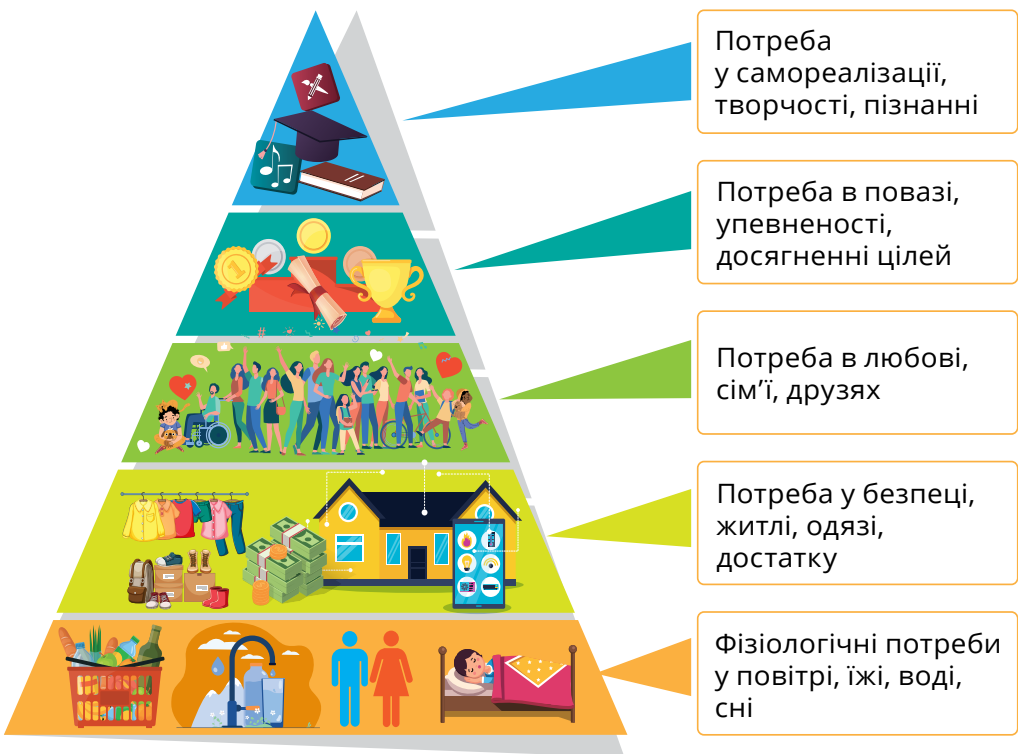 Потреба
у самореалізації,
творчості, пізнанні
Потреба в повазі,
упевненості,
досягненні цілей
Потреба в любові,
сім’ї, друзях
Потреба у безпеці,
житлі, одязі,
достатку
Фізіологічні потреби
у повітрі, їжі, воді,
сні
1